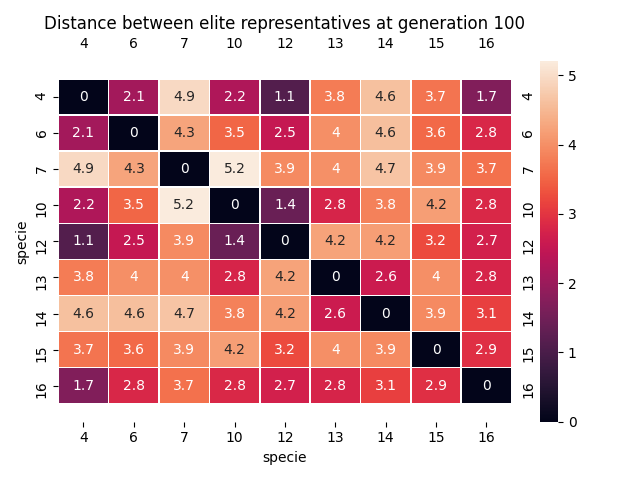 Distance between elite representatives at generation 100
4 6 7 10 12 13 14 15 16
4 0 2.1 4.9 2.2 1.1 3.8 4.6 3.7 1.7 4
6 2.1 0 4.3 3.5 2.5 4 4.6 3.6 2.8 6
7 4.9 4.3 0 5.2 3.9 4 4.7 3.9 3.7 7
10 2.2 3.5 5.2 0 1.4 2.8 3.8 4.2 2.8 10
12 1.1 2.5 3.9 1.4 0 4.2 4.2 3.2 2.7 12
13 3.8 4 4 2.8 4.2 0 2.6 4 2.8 13
14 4.6 4.6 4.7 3.8 4.2 2.6 0 3.9 3.1 14
15 3.7 3.6 3.9 4.2 3.2 4 3.9 0 2.9 15
16 1.7 2.8 3.7 2.8 2.7 2.8 3.1 2.9 0 16
4 6 7 10 12 13 14 15 16
specie
specie
5
4
3
2
1
0